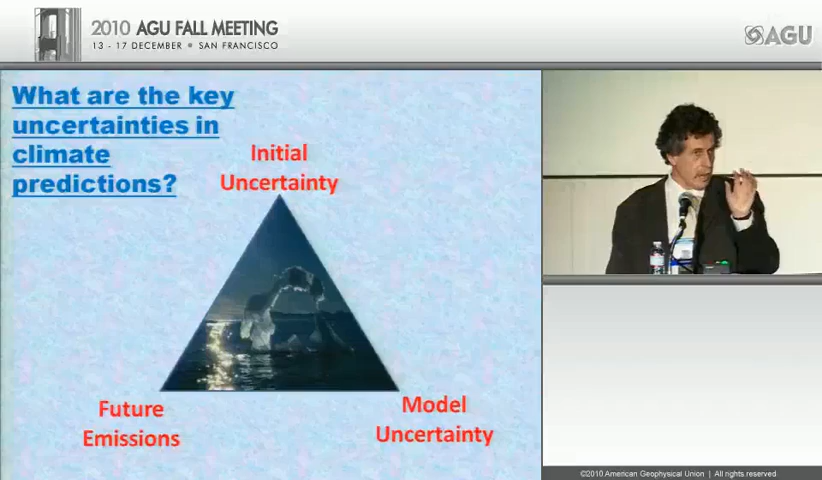 2010 AGU FALL MEETING
13 - 17 DECEMBER • SAN FRANCISCO
AGU
What are the key
uncertainties in
climate
predictions?
Initial
Uncertainty
Future
Emissions
Model
Uncertainty
©2010 American Geophysical Union | All rights reserved